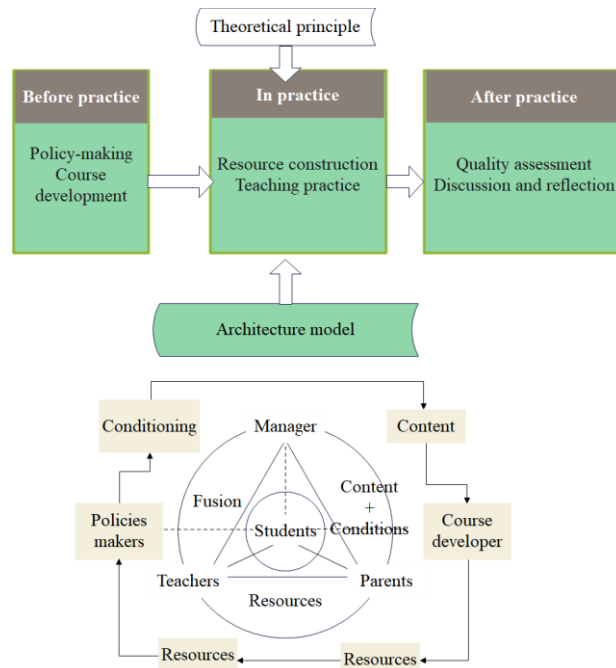 Theoretical principle
Before practice
In practice
After practice
Policy-making
Course
development
Resource construction
Teaching practice
Quality assessment
Discussion and reflection
Architecture model
Conditioning
Manager
Content
Fusion
Content
+
Conditions
Policies
makers
Students
Course
developer
Teachers
Parents
Resources
Resources
Resources